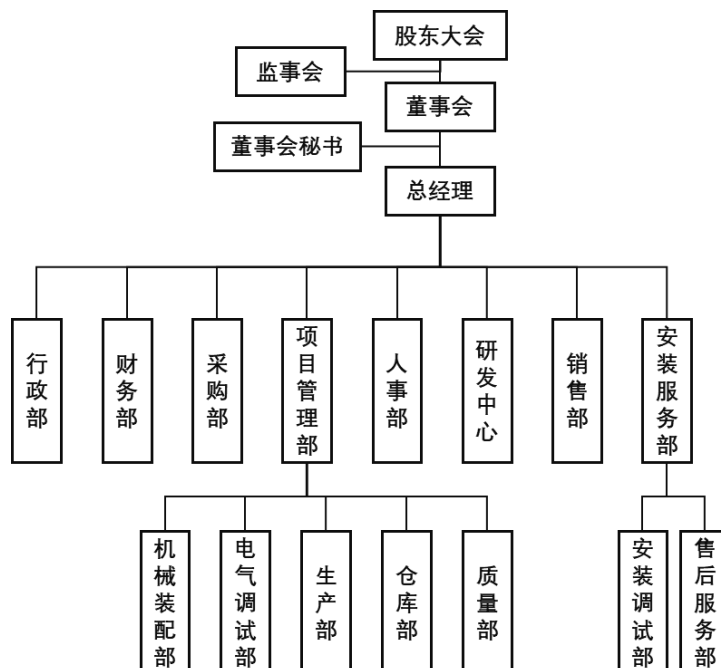 股东大会
监事会
董事会
董事会秘书
总经理
行政部
财务部
采购部
项目管理部
人事部
研发中心
销售部
安装服务部
机械装配部
电气调试部
生产部
仓库部
质量部
安装调试部
售后服务部